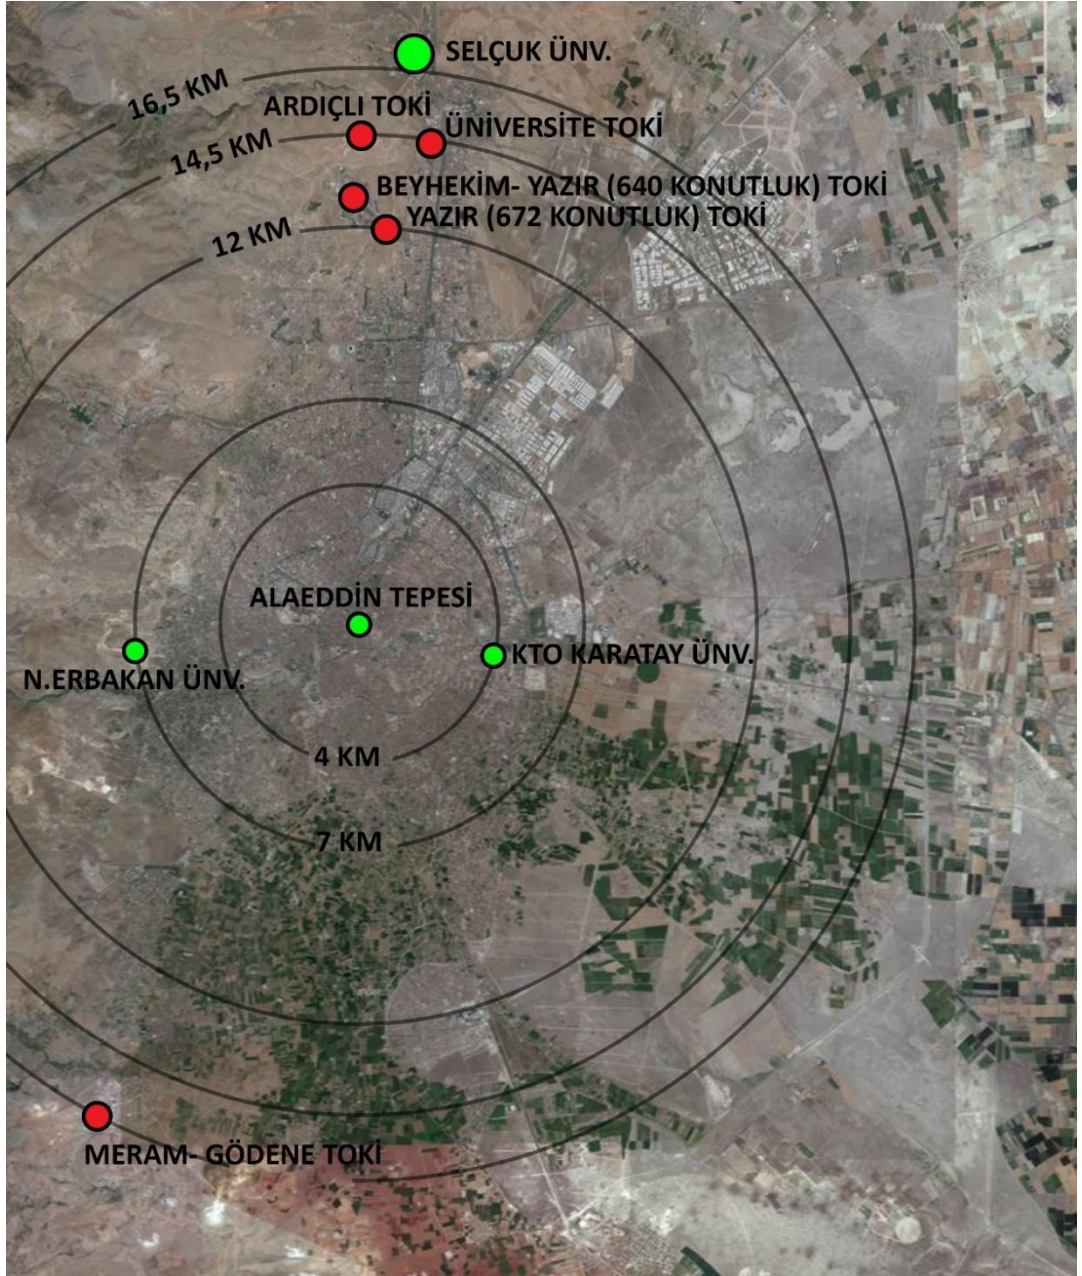 SELÇUK ÜNV.
16,5 KM
ARDIÇLI TOKİ
ÜNİVERSİTE TOKİ
14,5 KM
BEYHEKİM- YAZIR (640 KONUTLUK) TOKİ
YAZIR (672 KONUTLUK) TOKİ
12 KM
ALAEDDİN TEPESİ
KTO KARATAY ÜNV.
N.ERBAKAN ÜNV.
4 KM
7 KM
MERAM- GÖDENE TOKİ